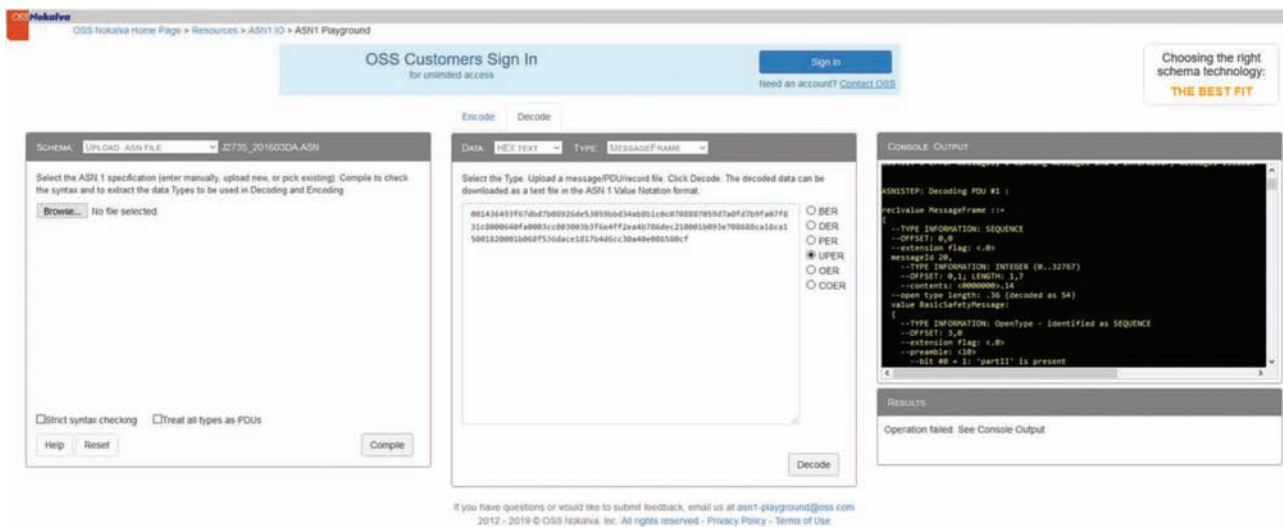 OSS Nokalva
OSS Nokalva Home Page > Resources > ASN1.IO > ASN1 Playground
OSS Customers Sign In
for unlimited access
Sign In
Need an account? Contact OSS
Choosing the right
schema technology:
THE BEST FIT
Encode Decode
SCHEMA: UPLOAD ASN FILE J2735_201603DA.ASN
Select the ASN.1 specification (enter manually, upload new, or pick existing). Compile to check
the syntax and to extract the data Types to be used in Decoding and Encoding.
Browse... No file selected.
Strict syntax checking Treat all types as PDUs
Help Reset Compile
DATA: HEX TEXT TYPE: MESSAGEFRAME
Select the Type. Upload a message/PDU/record file. Click Decode. The decoded data can be
downloaded as a text file in the ASN.1 Value Notation format.
BER
DER
PER
UPER
OER
COER
Decode
CONSOLE OUTPUT
ASN1STEP: Decoding PDU #1 :
rec1value MessageFrame ::=
{
--TYPE INFORMATION: SEQUENCE
--OFFSET: 0,0
--extension flag: <.0>
messageId 20,
--TYPE INFORMATION: INTEGER (0..32767)
--OFFSET: 0,1; LENGTH: 1,7
--contents: <0000000>.14
--open type length: .36 (decoded as 54)
value BasicSafetyMessage:
{
--TYPE INFORMATION: OpenType - identified as SEQUENCE
--OFFSET: 3,0
--extension flag: <.0>
--preamble: <10>
--bit #0 = 1: 'partII' is present
RESULTS
Operation failed. See Console Output
If you have questions or would like to submit feedback, email us at asn1-playground@oss.com
2012 - 2019 © OSS Nokalva, Inc. All rights reserved - Privacy Policy - Terms of Use